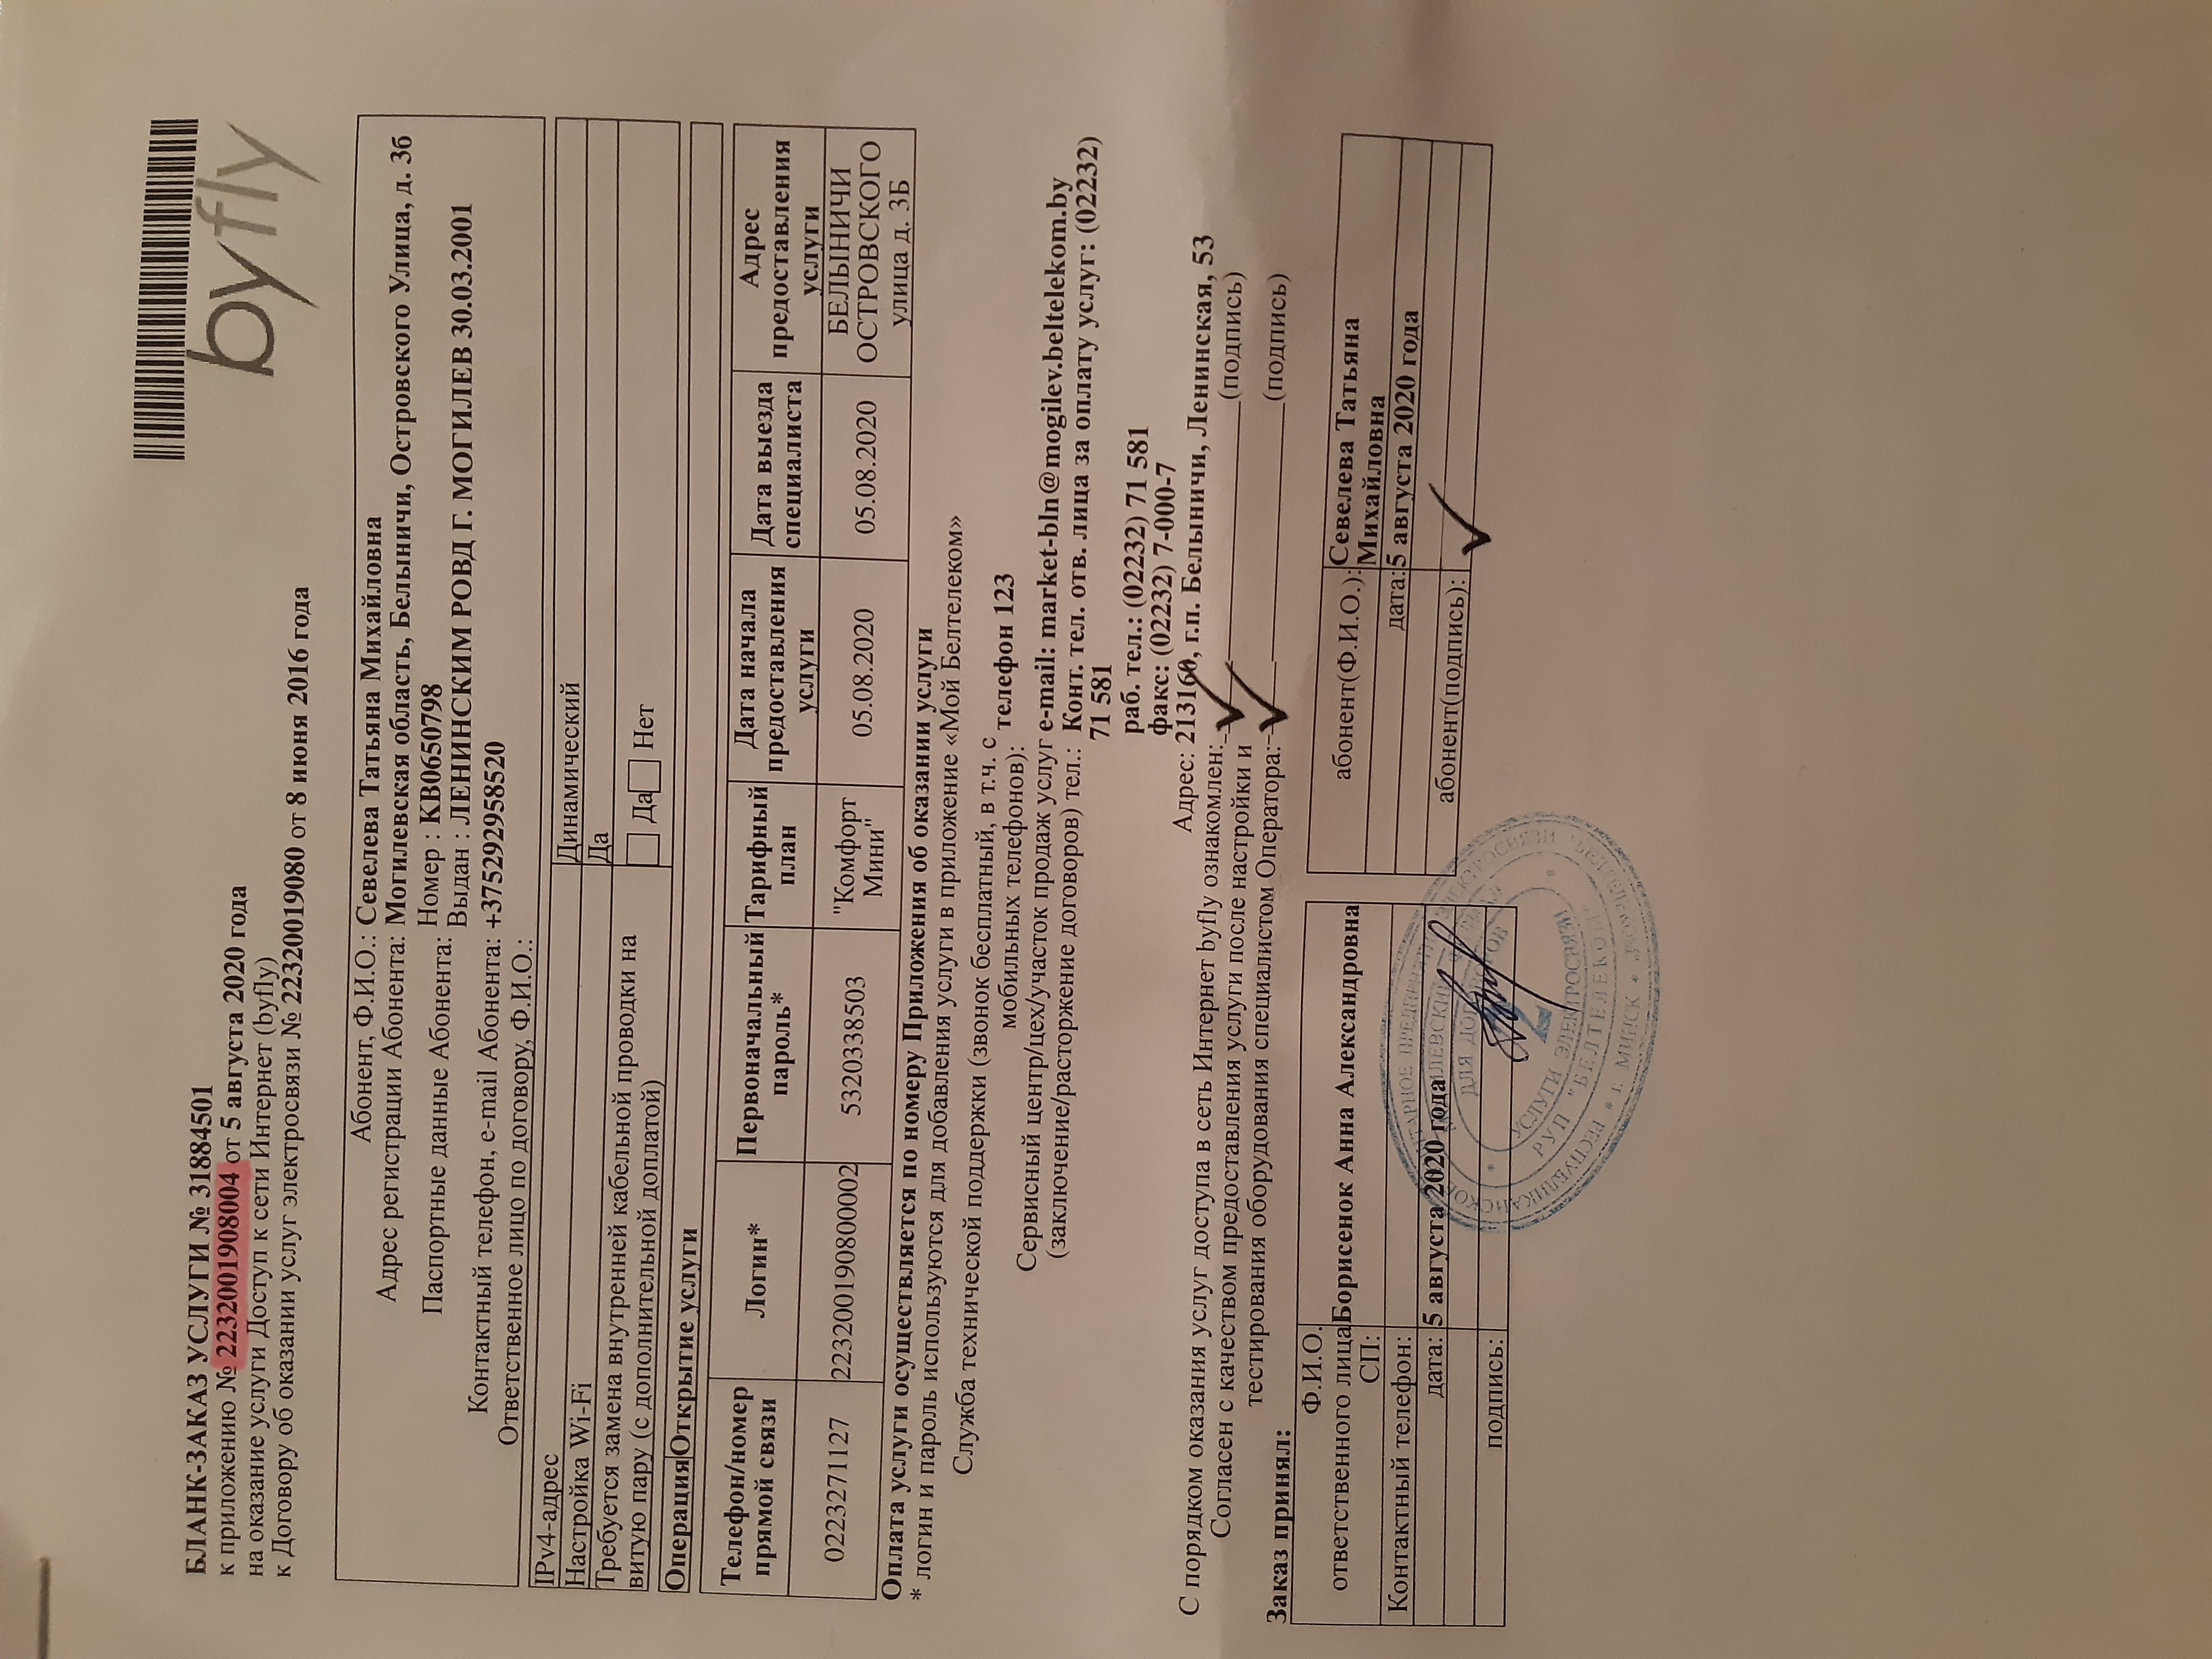 byfly
БЛАНК-ЗАКАЗ УСЛУГИ № 31884501
к приложению № 2232001908004 от 5 августа 2020 года
на оказание услуги Доступ к сети Интернет (byfly)
к Договору об оказании услуг электросвязи № 22320019080 от 8 июня 2016 года
Абонент, Ф.И.О.: Севелева Татьяна Михайловна
Адрес регистрации Абонента: Могилевская область, Белыничи, Островского Улица, д. 3б
Паспортные данные Абонента: Номер : KB0650798
Выдан : ЛЕНИНСКИМ РОВД Г. МОГИЛЕВ 30.03.2001
Контактный телефон, e-mail Абонента: +375292958520
Ответственное лицо по договору, Ф.И.О.:
IPv4-адрес Динамический
Настройка Wi-Fi Да
Требуется замена внутренней кабельной проводки на
витую пару (с дополнительной доплатой) Да Нет
Операция Открытие услуги
Телефон/номер прямой связи
Логин*
Первоначальный пароль*
Тарифный план
Дата начала предоставления услуги
Дата выезда специалиста
Адрес предоставления услуги
0223271127
223200190800002
5320338503
"Комфорт Мини"
05.08.2020
05.08.2020
БЕЛЫНИЧИ ОСТРОВСКОГО улица д. 3Б
Оплата услуги осуществляется по номеру Приложения об оказании услуги
* логин и пароль используются для добавления услуги в приложение «Мой Белтелеком»
Служба технической поддержки (звонок бесплатный, в т.ч. с
мобильных телефонов): телефон 123
Сервисный центр/цех/участок продаж услуг e-mail: market-bln@mogilev.beltelekom.by
(заключение/расторжение договоров) тел.: Конт. тел. отв. лица за оплату услуг: (02232)
71 581
раб. тел.: (02232) 71 581
факс: (02232) 7-000-7
Адрес: 213160, г.п. Белыничи, Ленинская, 53
С порядком оказания услуг доступа в сеть Интернет byfly ознакомлен: (подпись)
Согласен с качеством предоставления услуги после настройки и
тестирования оборудования специалистом Оператора: (подпись)
Заказ принял:
Ф.И.О.
ответственного лица Борисенок Анна Александровна
СП:
Контактный телефон:
дата: 5 августа 2020 года
подпись:
абонент(Ф.И.О.): Севелева Татьяна
Михайловна
дата: 5 августа 2020 года
абонент(подпись):
ДЛЯ ДОГОВОРОВ
2
УСЛУГИ ЭЛЕКТРОСВЯЗИ
РУП "БЕЛТЕЛЕКОМ"
г. МИНСК